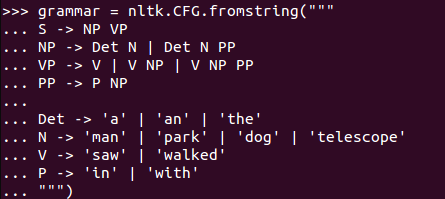 >>> grammar = nltk.CFG.fromstring("""
... S -> NP VP
... NP -> Det N | Det N PP
... VP -> V | V NP | V NP PP
... PP -> P NP
...
... Det -> 'a' | 'an' | 'the'
... N -> 'man' | 'park' | 'dog' | 'telescope'
... V -> 'saw' | 'walked'
... P -> 'in' | 'with'
... """)